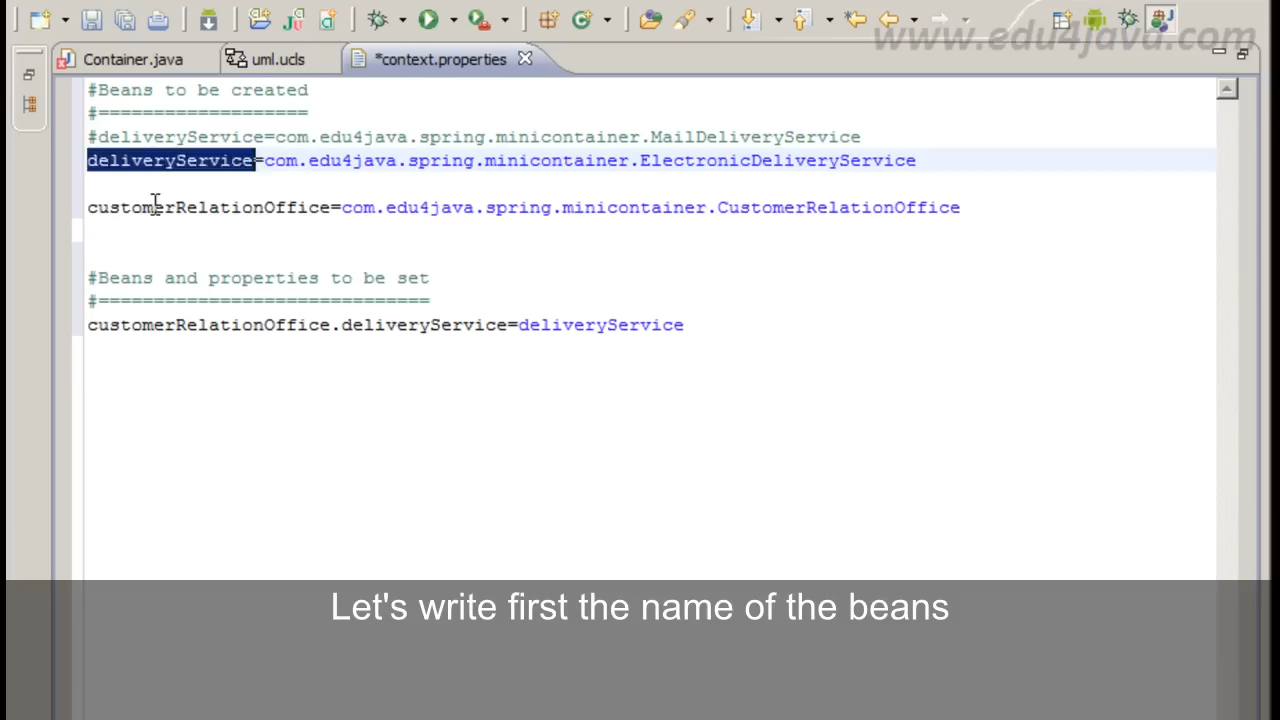 www.edu4java.com
Container.java
uml.ucls
*context.properties
#Beans to be created
#===================
#deliveryService=com.edu4java.spring.minicontainer.MailDeliveryService
deliveryService=com.edu4java.spring.minicontainer.ElectronicDeliveryService
customerRelationOffice=com.edu4java.spring.minicontainer.CustomerRelationOffice
#Beans and properties to be set
#==============================
customerRelationOffice.deliveryService=deliveryService
Let's write first the name of the beans